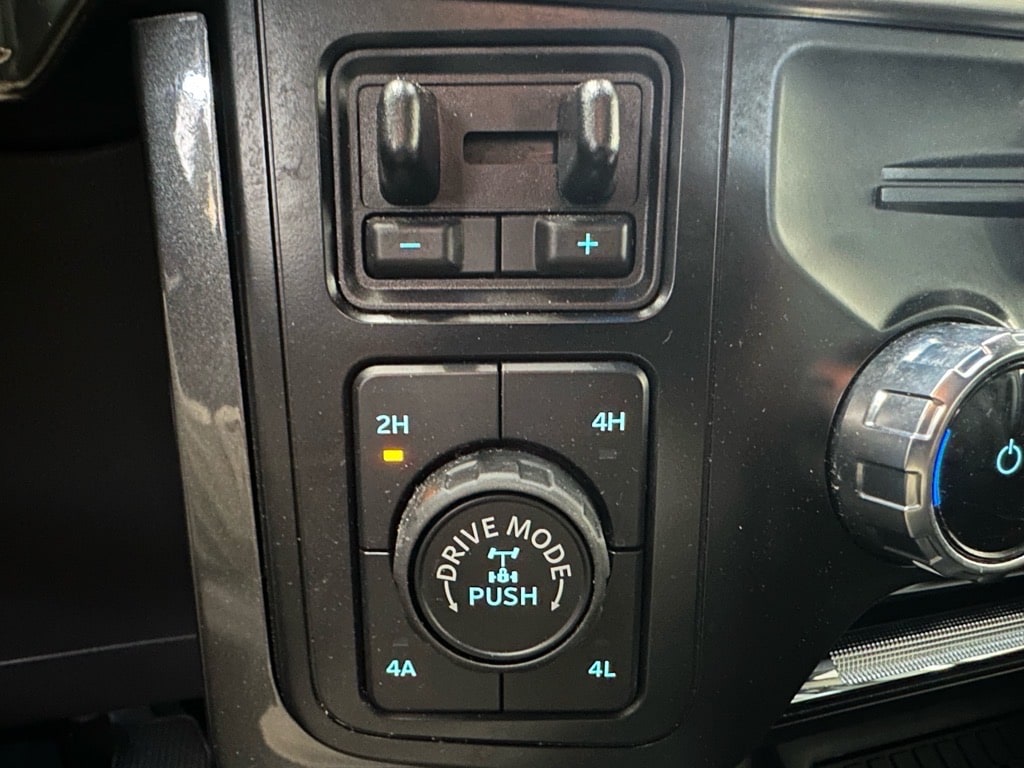 − +
2H 4H
DRIVE MODE
PUSH
4A 4L